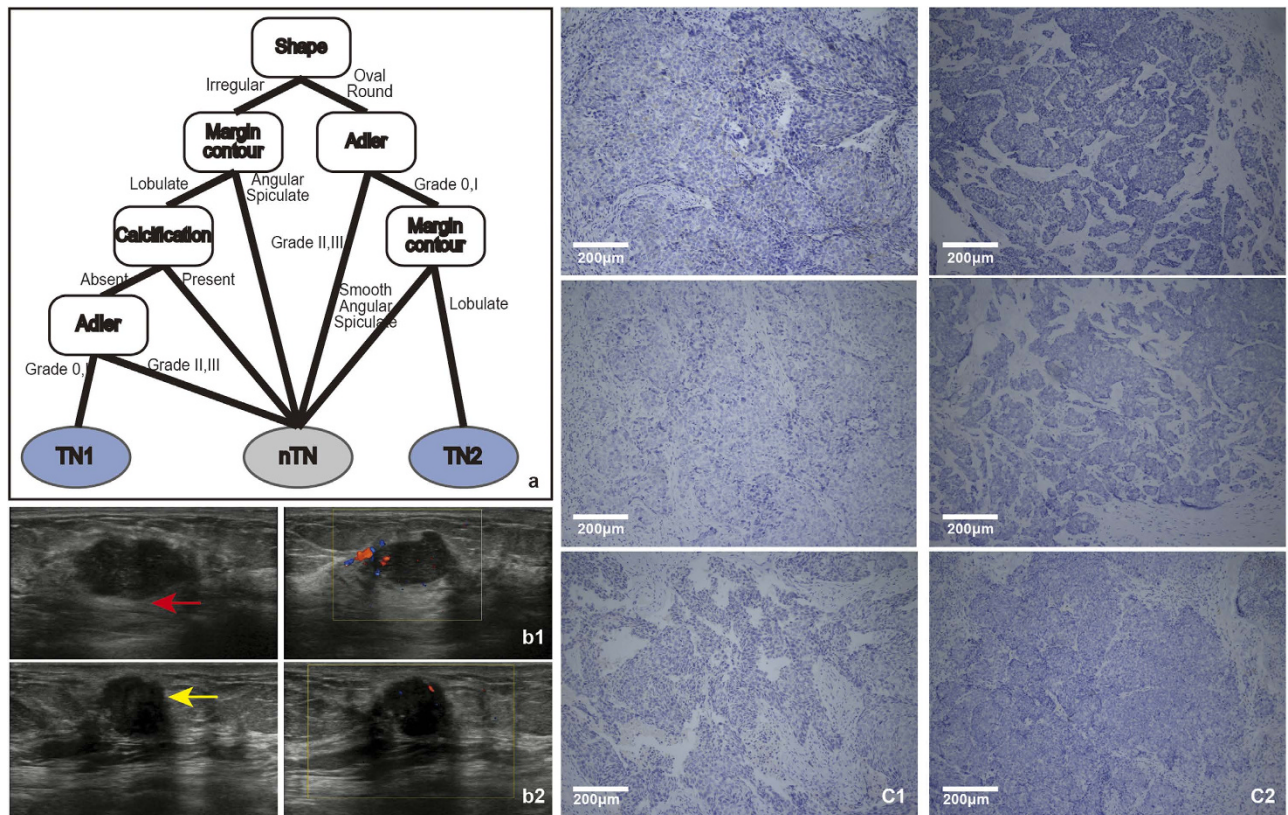 Shape
Irregular
Oval
Round
Margin
contour
Adler
Lobulate
Angular
Spiculate
Grade 0,I
Calcification
Grade II,III
Margin
contour
Absent
Present
Smooth
Angular
Spiculate
Lobulate
Adler
Grade 0,I
Grade II,III
TN1
nTN
TN2
a
b1
b2
200μm
200μm
200μm
200μm
200μm
200μm
C1
C2